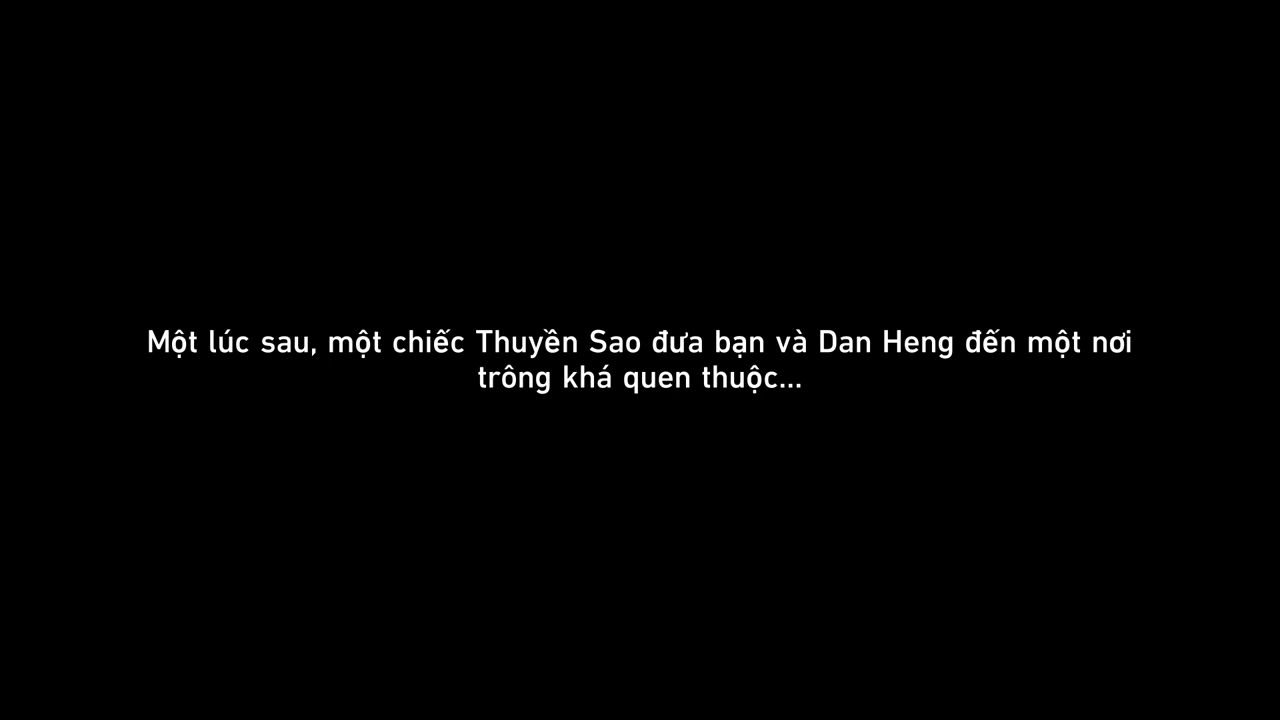 Một lúc sau, một chiếc Thuyền Sao đưa bạn và Dan Heng đến một nơi
trông khá quen thuộc...